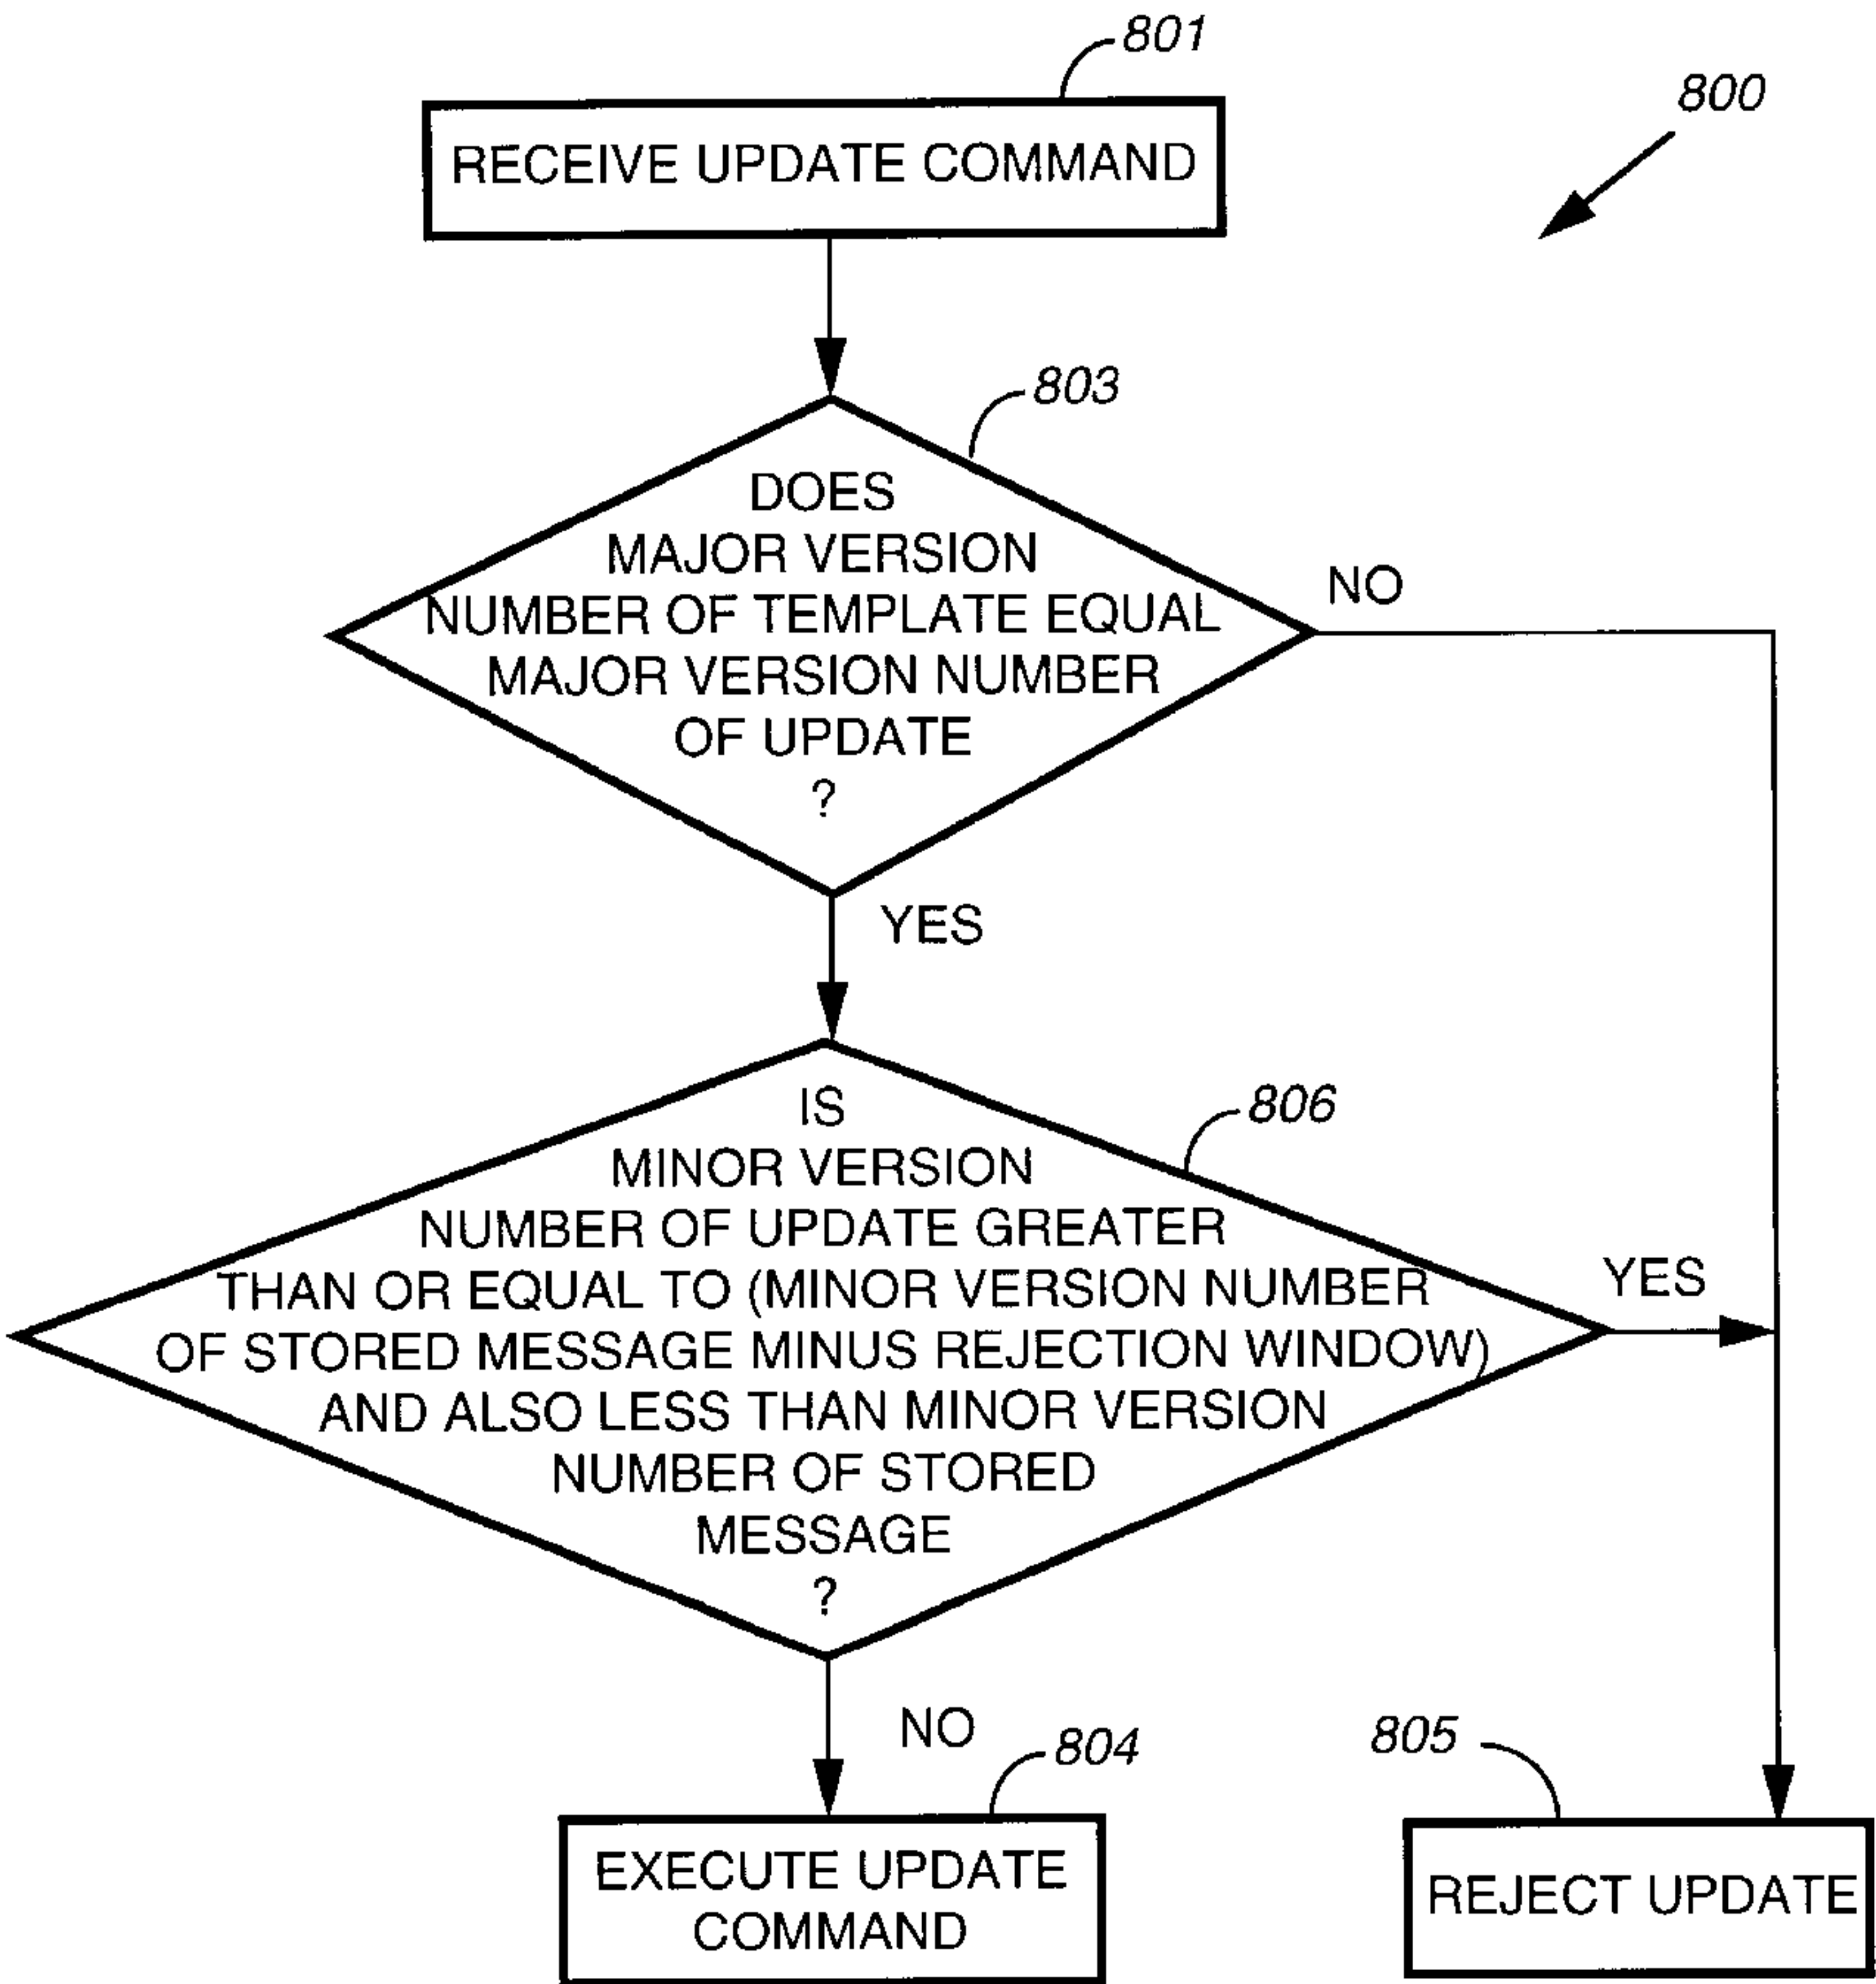 801
RECEIVE UPDATE COMMAND
800
803
DOES
MAJOR VERSION
NUMBER OF TEMPLATE EQUAL
MAJOR VERSION NUMBER
OF UPDATE
?
NO
YES
806
IS
MINOR VERSION
NUMBER OF UPDATE GREATER
THAN OR EQUAL TO (MINOR VERSION NUMBER
OF STORED MESSAGE MINUS REJECTION WINDOW)
AND ALSO LESS THAN MINOR VERSION
NUMBER OF STORED
MESSAGE
?
YES
NO
804
EXECUTE UPDATE
COMMAND
805
REJECT UPDATE